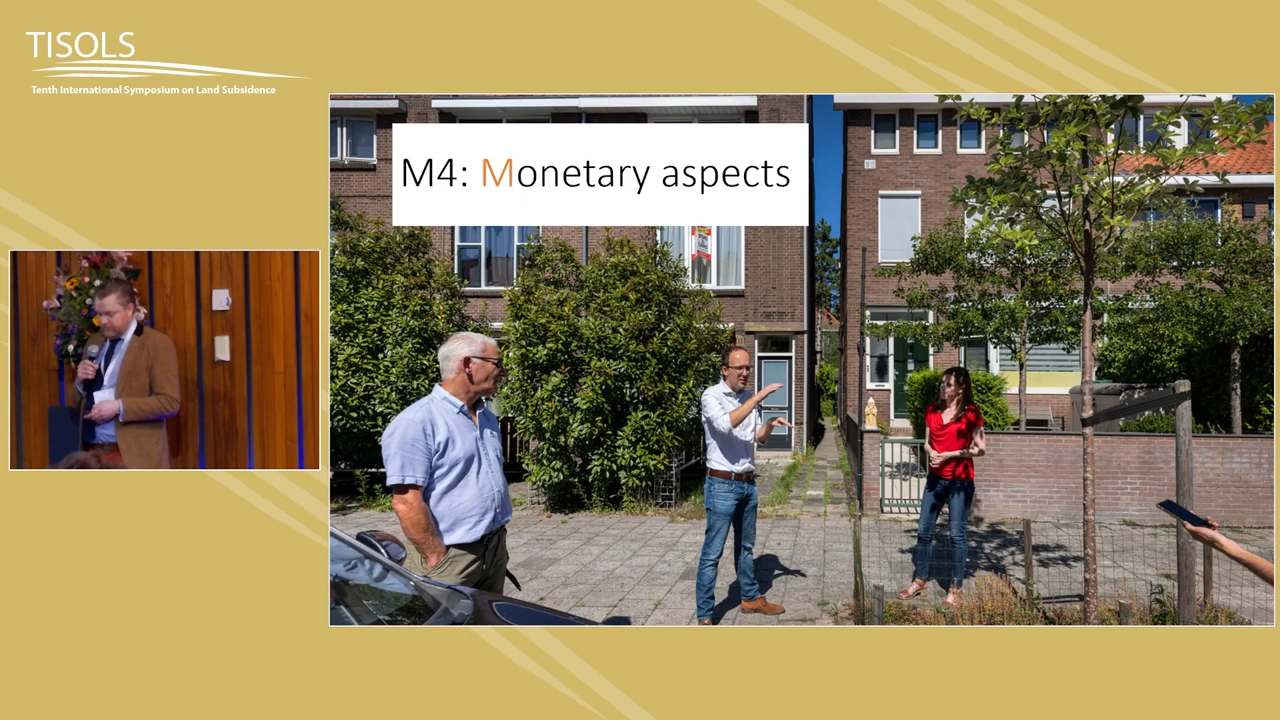 TISOLS
Tenth International Symposium on Land Subsidence
M4: Monetary aspects